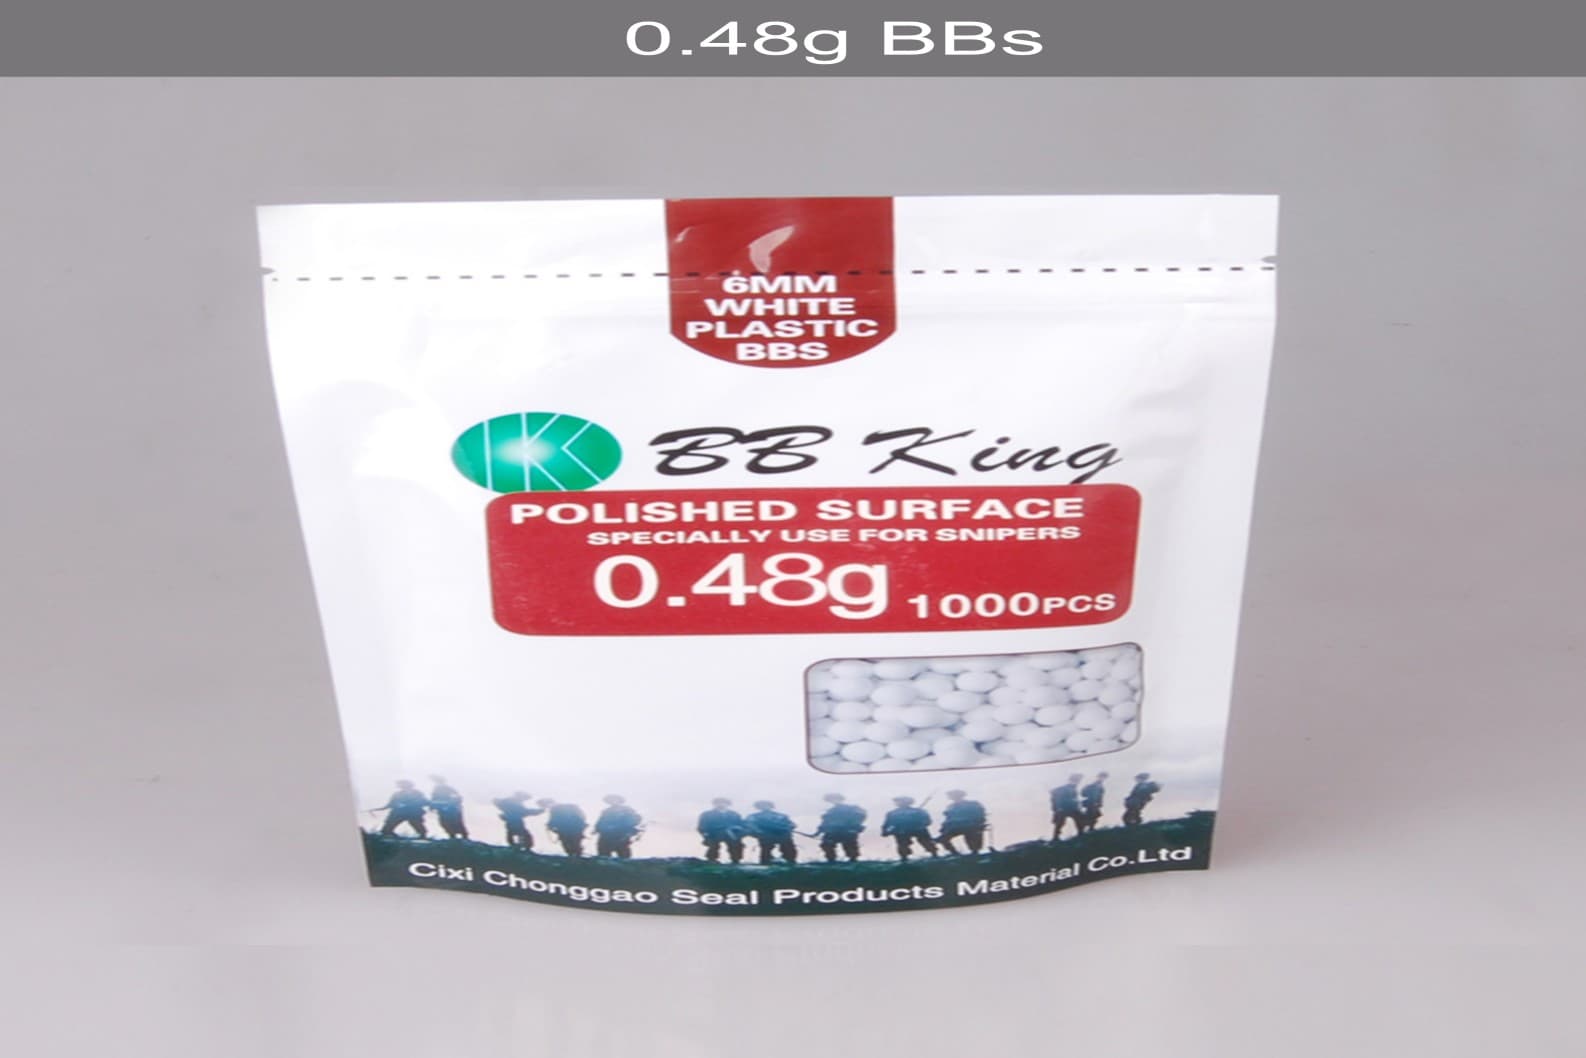 0.48g BBs
6MM
WHITE
PLASTIC
BBS
K BB King
POLISHED SURFACE
SPECIALLY USE FOR SNIPERS
0.48g 1000PCS
Cixi Chonggao Seal Products Material Co.Ltd